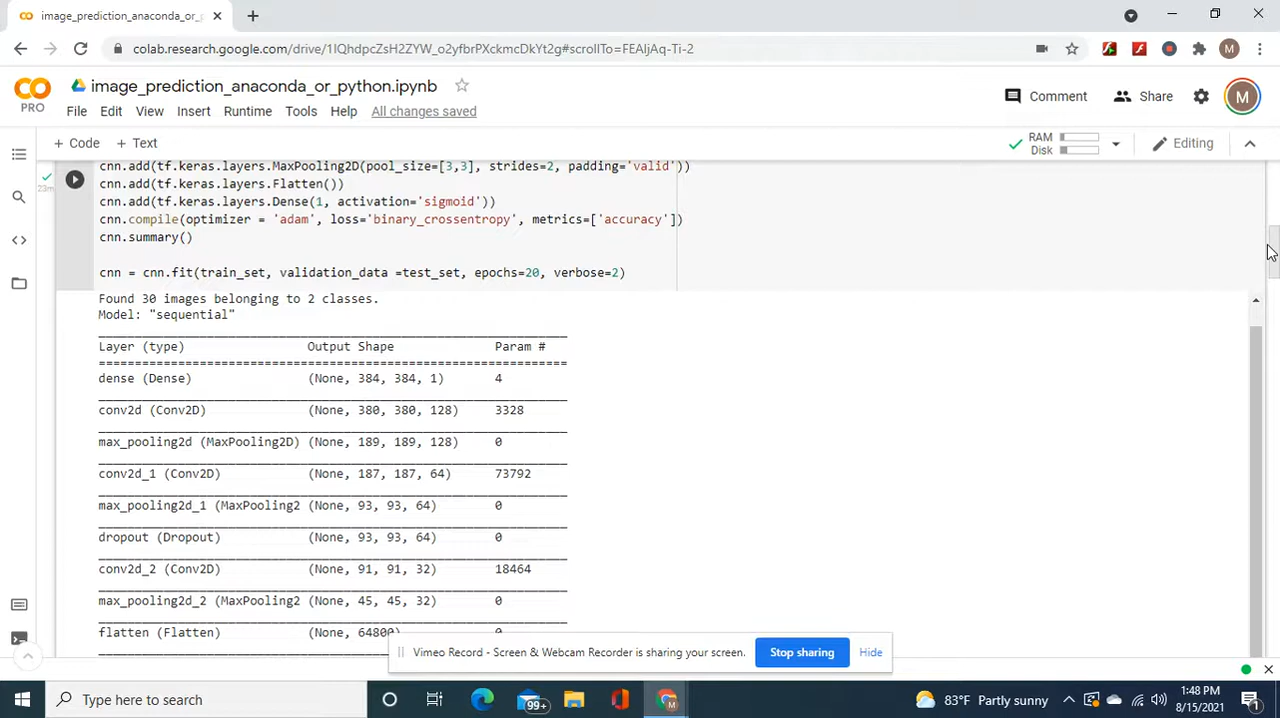 image_prediction_anaconda_or_p
colab.research.google.com/drive/1IQhdpcZsH2ZYW_o2yfbrPXckmcDkYt2g#scrollTo=FEAIjAq-Ti-2
M
CO
PRO
image_prediction_anaconda_or_python.ipynb
File Edit View Insert Runtime Tools Help All changes saved
Comment Share M
+ Code + Text
RAM
Disk
Editing
23m
cnn.add(tf.keras.layers.MaxPooling2D(pool_size=[3,3], strides=2, padding='valid'))
cnn.add(tf.keras.layers.Flatten())
cnn.add(tf.keras.layers.Dense(1, activation='sigmoid'))
cnn.compile(optimizer = 'adam', loss='binary_crossentropy', metrics=['accuracy'])
cnn.summary()
cnn = cnn.fit(train_set, validation_data =test_set, epochs=20, verbose=2)
Found 30 images belonging to 2 classes.
Model: "sequential"
Layer (type) Output Shape Param #
dense (Dense) (None, 384, 384, 1) 4
conv2d (Conv2D) (None, 380, 380, 128) 3328
max_pooling2d (MaxPooling2D) (None, 189, 189, 128) 0
conv2d_1 (Conv2D) (None, 187, 187, 64) 73792
max_pooling2d_1 (MaxPooling2 (None, 93, 93, 64) 0
dropout (Dropout) (None, 93, 93, 64) 0
conv2d_2 (Conv2D) (None, 91, 91, 32) 18464
max_pooling2d_2 (MaxPooling2 (None, 45, 45, 32) 0
flatten (Flatten) (None, 64800) 0
Vimeo Record - Screen & Webcam Recorder is sharing your screen. Stop sharing Hide
Type here to search
99+
M
83°F Partly sunny
1:48 PM
8/15/2021
1